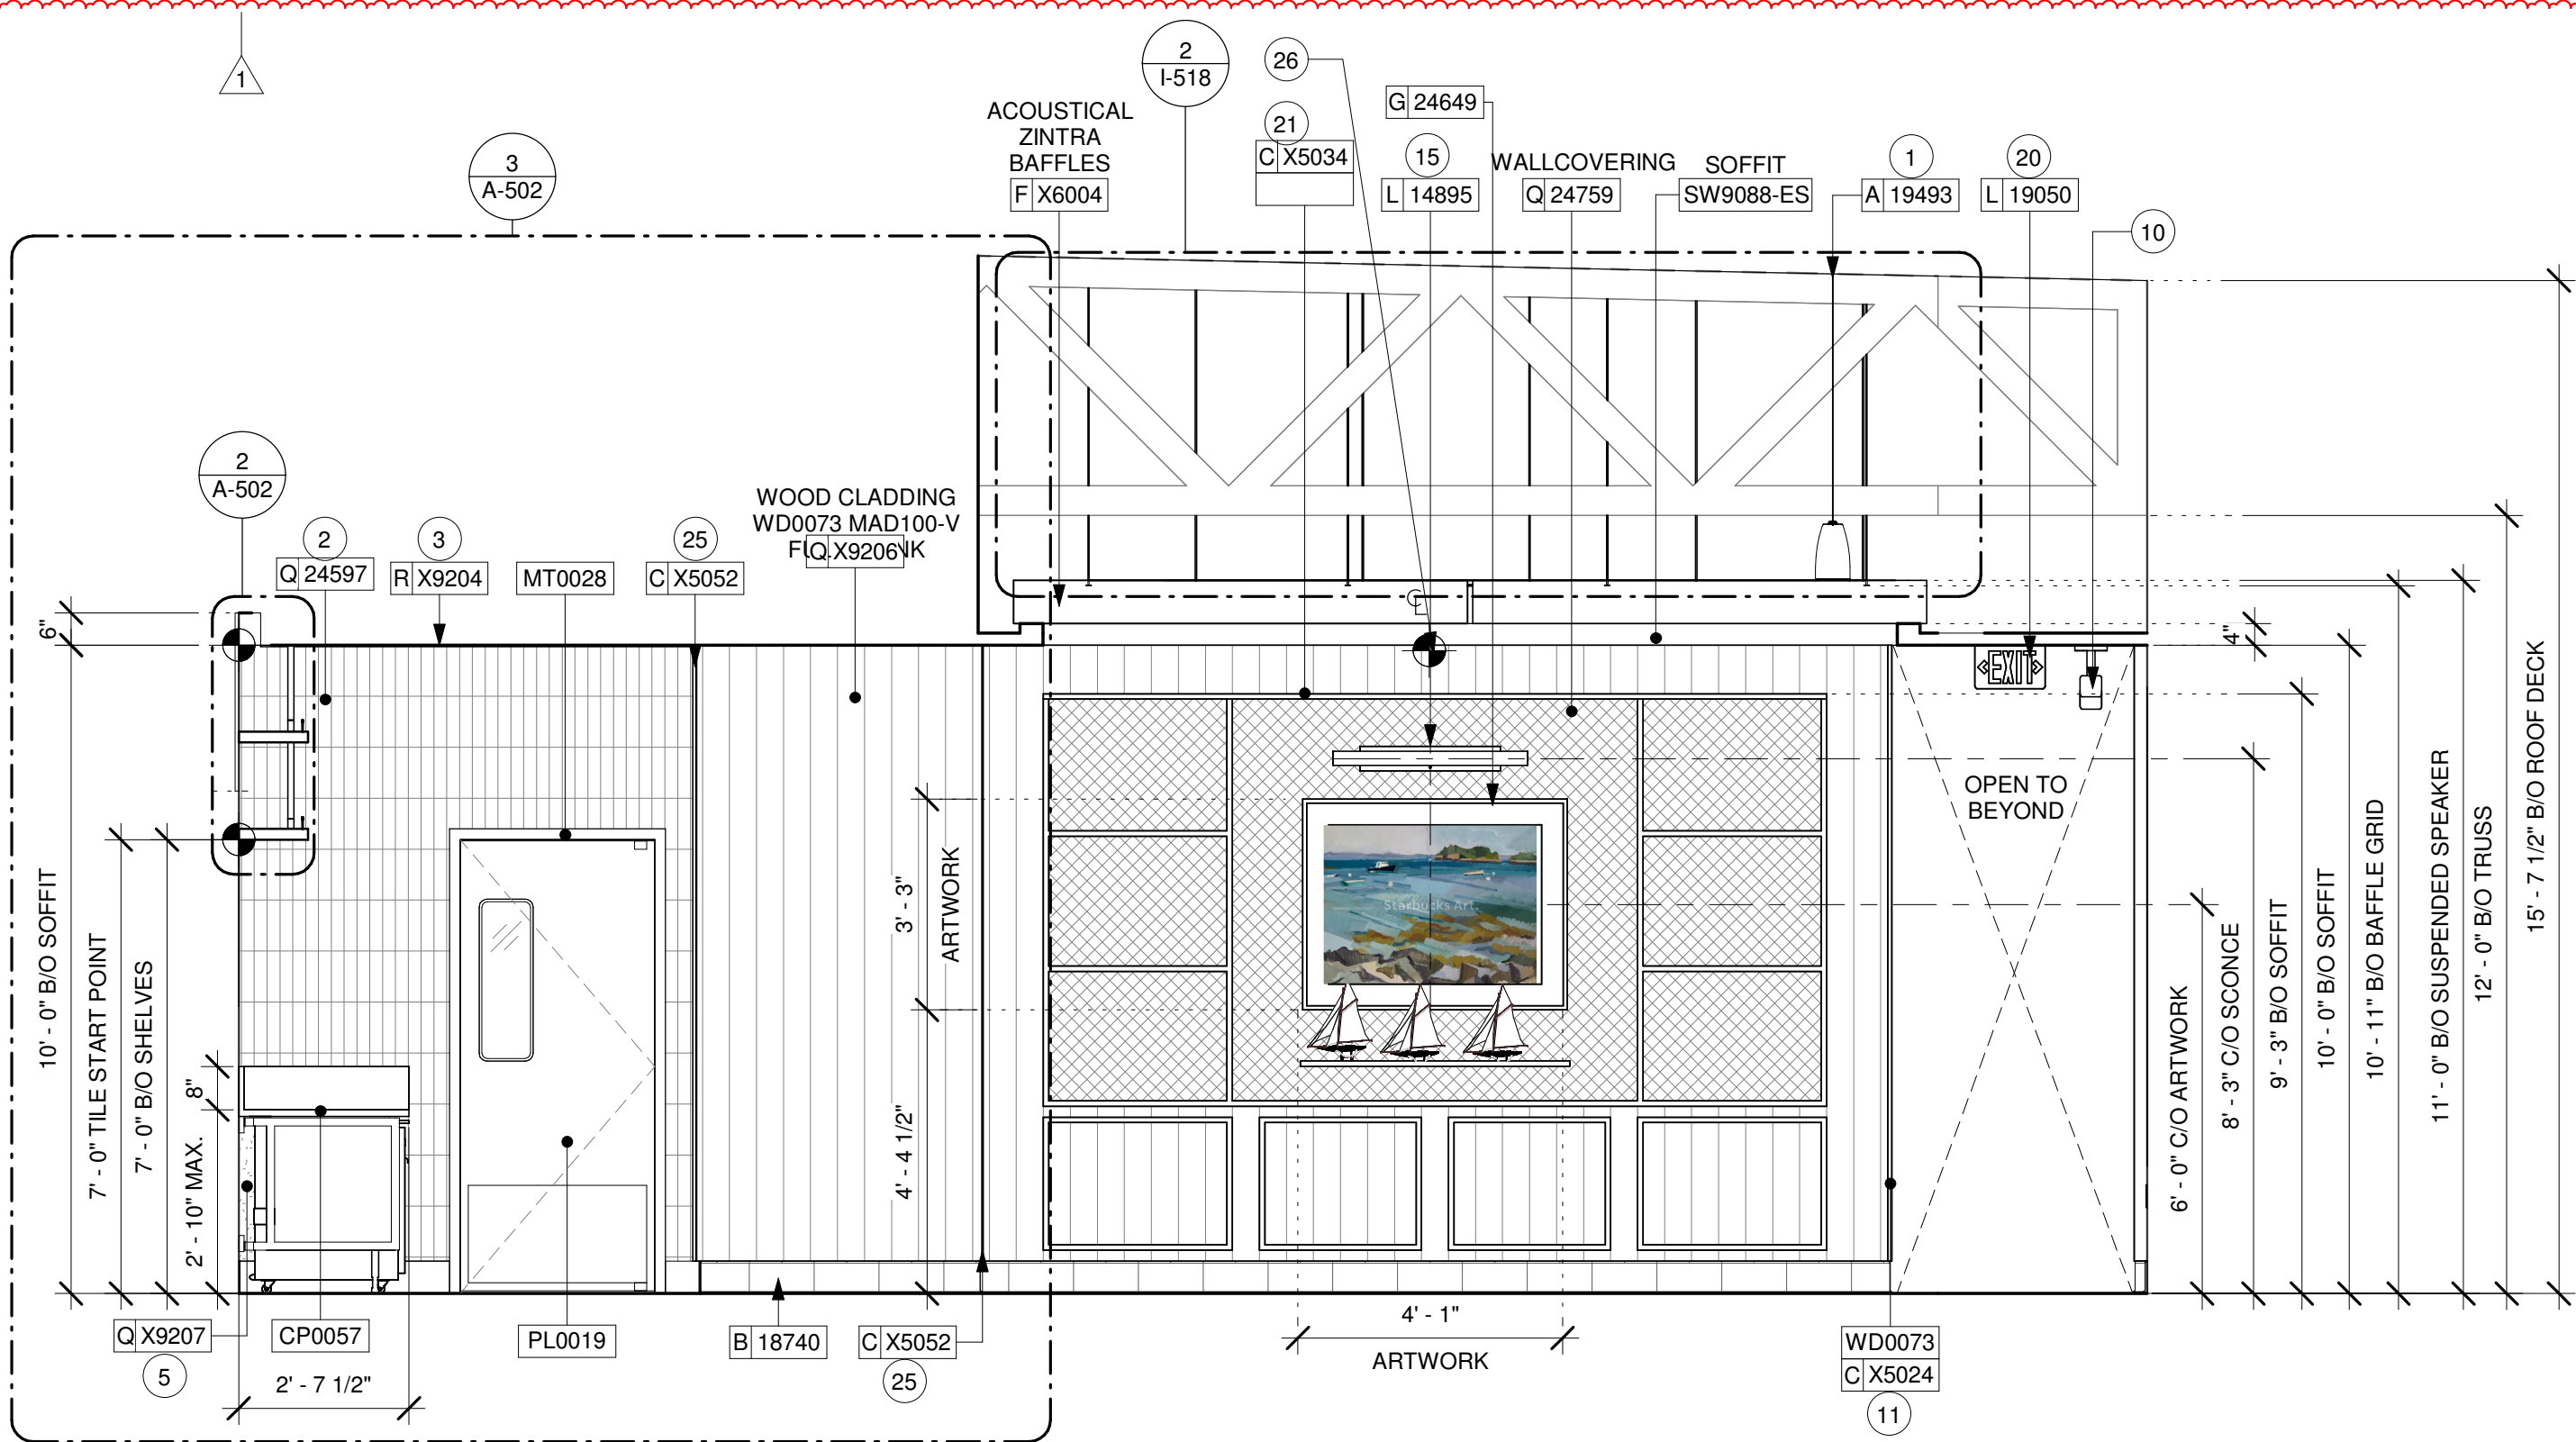 1
2
I-518
26
G 24649
ACOUSTICAL
ZINTRA
BAFFLES
F X6004
21
C X5034
15
L 14895
WALLCOVERING
Q 24759
SOFFIT
SW9088-ES
1
A 19493
20
L 19050
10
3
A-502
2
A-502
2
Q 24597
3
R X9204
MT0028
25
C X5052
WOOD CLADDING
WD0073 MAD100-V
Q X9206
6"
10' - 0" B/O SOFFIT
7' - 0" TILE START POINT
7' - 0" B/O SHELVES
2' - 10" MAX.
8"
3' - 3"
ARTWORK
4' - 4 1/2"
CL
Starbucks Art.
EXIT
OPEN TO
BEYOND
4"
6' - 0" C/O ARTWORK
8' - 3" C/O SCONCE
9' - 3" B/O SOFFIT
10' - 0" B/O SOFFIT
10' - 11" B/O BAFFLE GRID
11' - 0" B/O SUSPENDED SPEAKER
12' - 0" B/O TRUSS
15' - 7 1/2" B/O ROOF DECK
Q X9207
5
CP0057
2' - 7 1/2"
PL0019
B 18740
C X5052
25
4' - 1"
ARTWORK
WD0073
C X5024
11